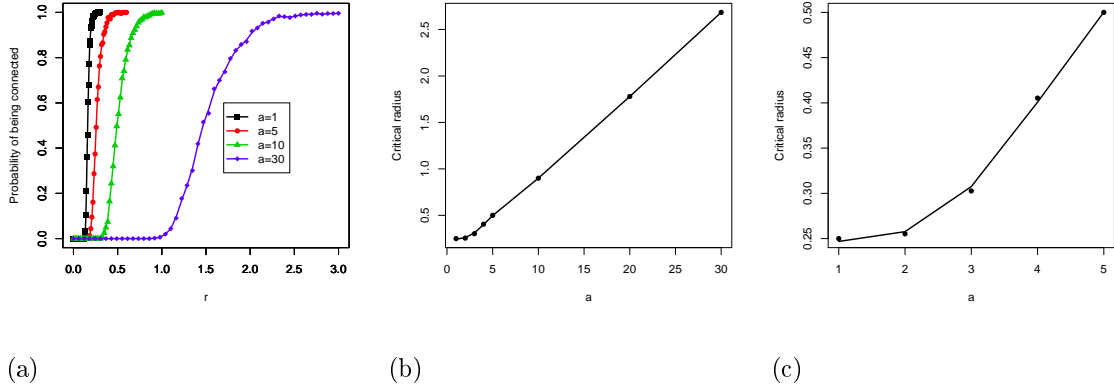 Probability of being connected
1.0
0.8
0.6
0.4
0.2
0.0
0.0 0.5 1.0 1.5 2.0 2.5 3.0
r
a=1
a=5
a=10
a=30
(a)
Critical radius
2.5
2.0
1.5
1.0
0.5
0 5 10 15 20 25 30
a
(b)
Critical radius
0.50
0.45
0.40
0.35
0.30
0.25
1 2 3 4 5
a
(c)